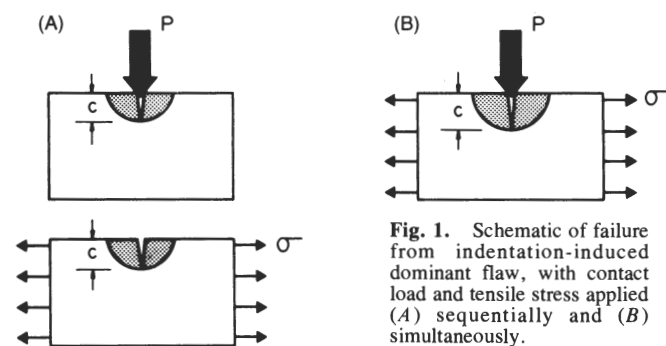 (A)
P
c
c
σ
(B)
P
c
σ
Fig. 1. Schematic of failure
from indentation-induced
dominant flaw, with contact
load and tensile stress applied
(A) sequentially and (B)
simultaneously.